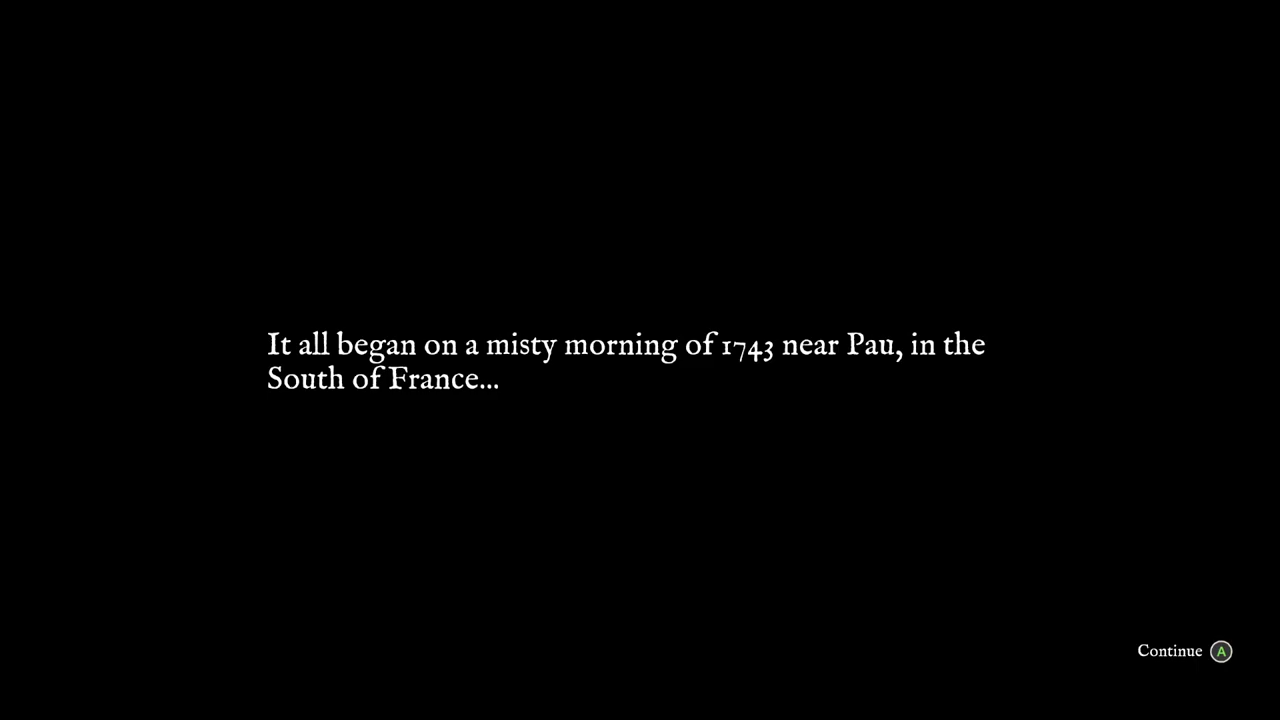 It all began on a misty morning of 1743 near Pau, in the
South of France...
Continue A